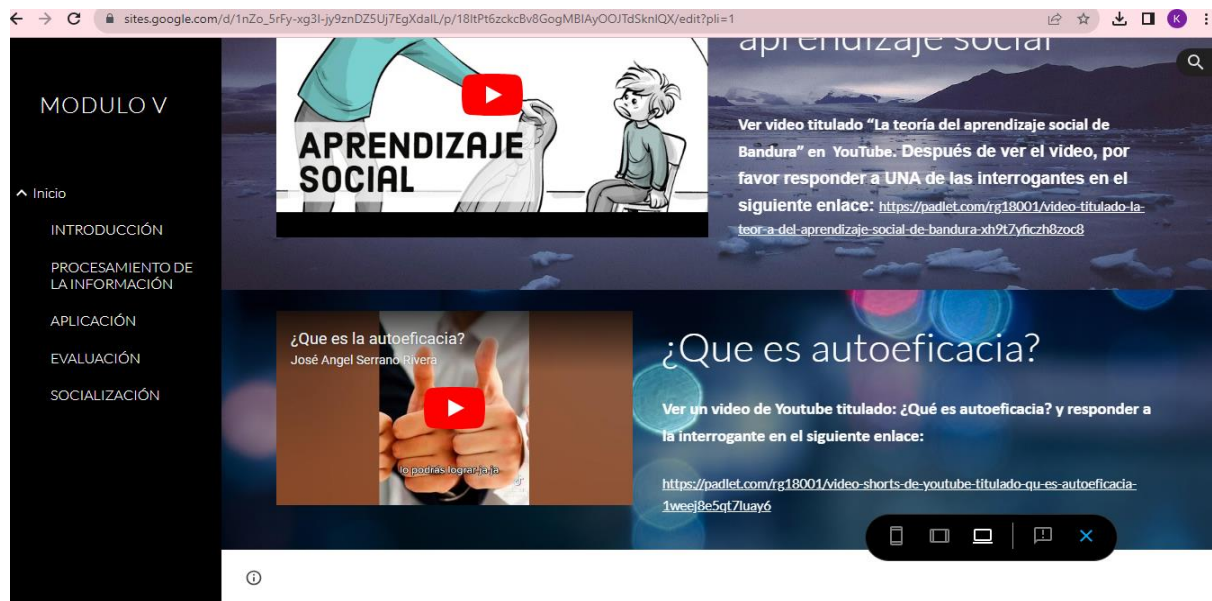 sites.google.com/d/1nZo_5rFy-xg3l-jy9znDZ5Uj7EgXdalL/p/18ltPt6zckcBv8GogMBlAyOOJTdSknlQX/edit?pli=1
K
MODULO V
Inicio
INTRODUCCIÓN
PROCESAMIENTO DE
LA INFORMACIÓN
APLICACIÓN
EVALUACIÓN
SOCIALIZACIÓN
APRENDIZAJE
SOCIAL
aprendizaje social
Ver video titulado “La teoría del aprendizaje social de
Bandura” en YouTube. Después de ver el video, por
favor responder a UNA de las interrogantes en el
siguiente enlace: https://padlet.com/rg18001/video-titulado-la-
teor-a-del-aprendizaje-social-de-bandura-xh9t7yficzh8zoc8
¿Que es la autoeficacia?
José Angel Serrano Rivera
lo podrás lograr ja ja
¿Que es autoeficacia?
Ver un video de Youtube titulado: ¿Qué es autoeficacia? y responder a
la interrogante en el siguiente enlace:
https://padlet.com/rg18001/video-shorts-de-youtube-titulado-qu-es-autoeficacia-
1weej8e5qt7luay6